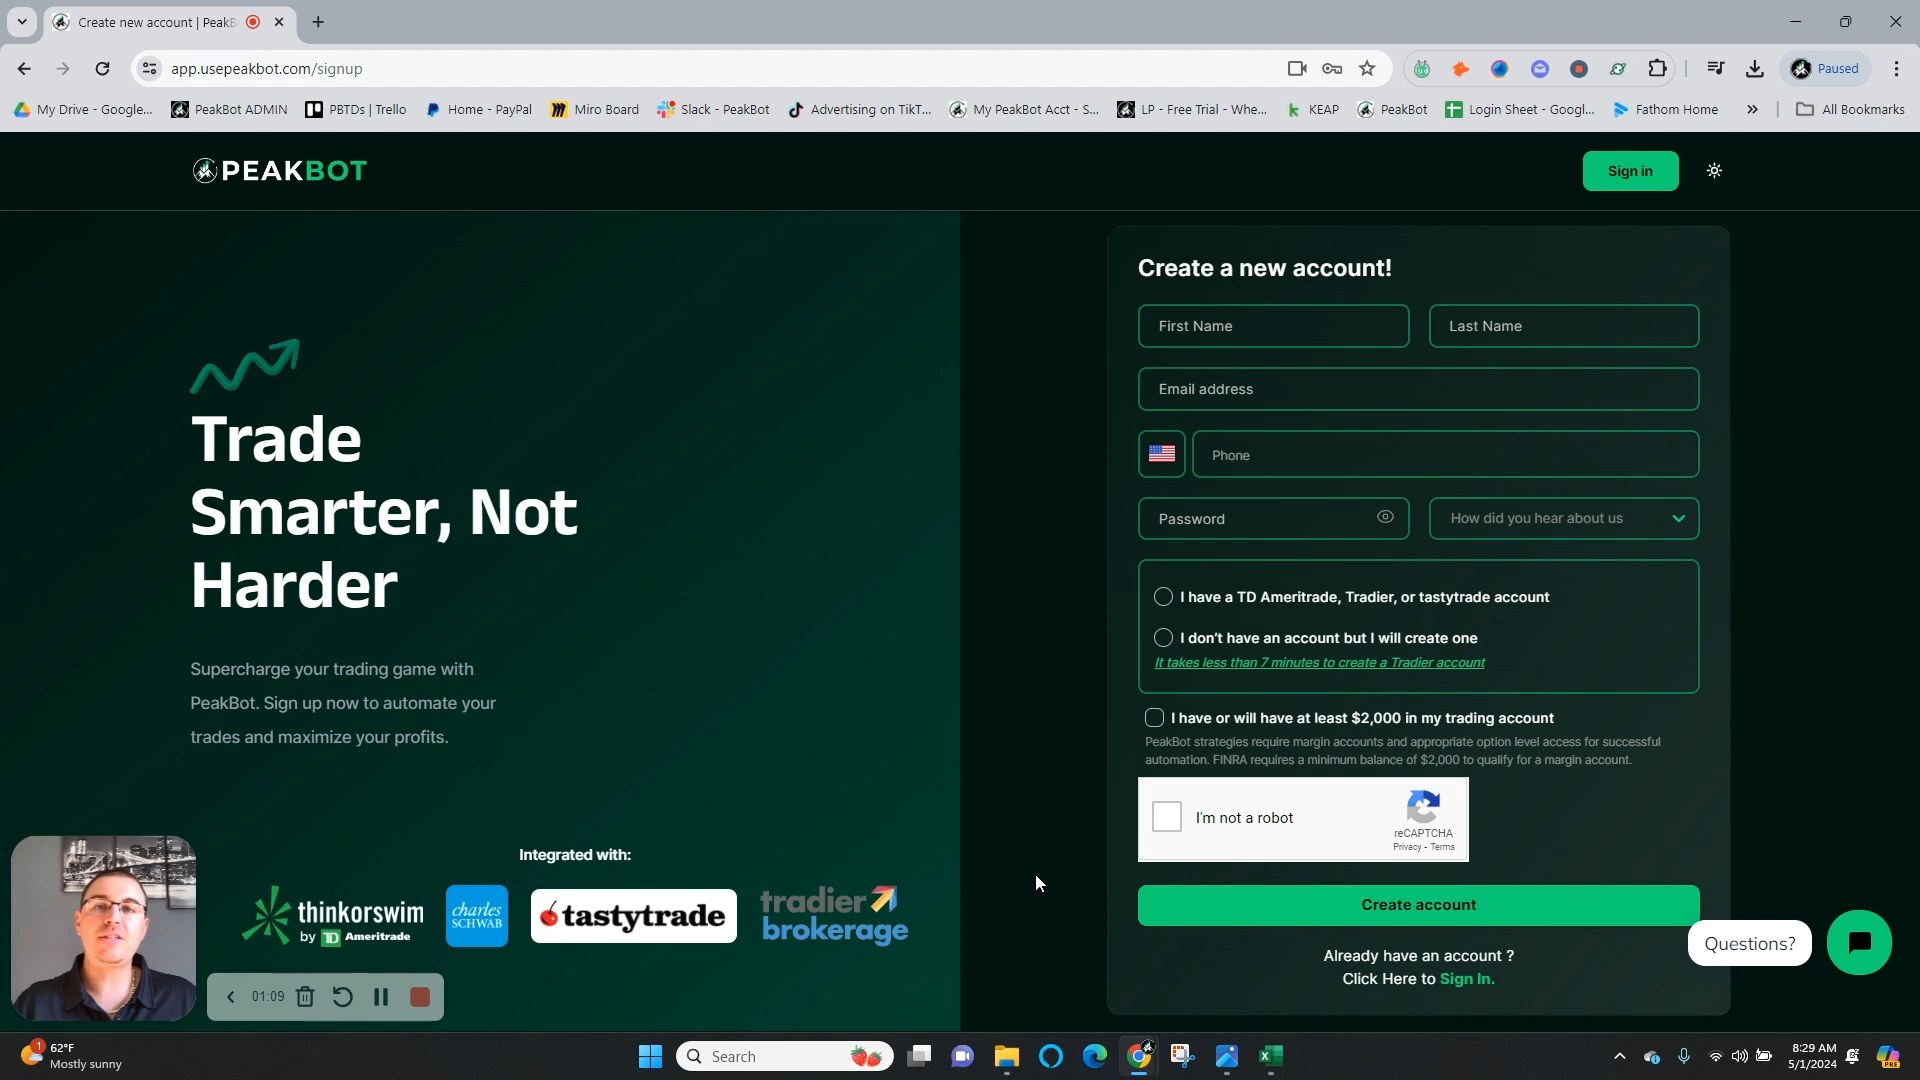 Create new account | PeakB
app.usepeakbot.com/signup
Paused
My Drive - Google...
PeakBot ADMIN
PBTDs | Trello
Home - PayPal
Miro Board
Slack - PeakBot
Advertising on TikT...
My PeakBot Acct - S...
LP - Free Trial - Whe...
KEAP
PeakBot
Login Sheet - Googl...
Fathom Home
»
All Bookmarks
PEAKBOT
Sign in
Trade
Smarter, Not
Harder
Supercharge your trading game with
PeakBot. Sign up now to automate your
trades and maximize your profits.
Integrated with:
thinkorswim
by TD Ameritrade
charles
SCHWAB
tastytrade
tradier
brokerage
01:09
Create a new account!
First Name
Last Name
Email address
Phone
Password
How did you hear about us
I have a TD Ameritrade, Tradier, or tastytrade account
I don't have an account but I will create one
It takes less than 7 minutes to create a Tradier account
I have or will have at least $2,000 in my trading account
PeakBot strategies require margin accounts and appropriate option level access for successful
automation. FINRA requires a minimum balance of $2,000 to qualify for a margin account.
I'm not a robot
reCAPTCHA
Privacy - Terms
Create account
Already have an account ?
Click Here to Sign In.
Questions?
1
62°F
Mostly sunny
Search
8:29 AM
5/1/2024
PRE